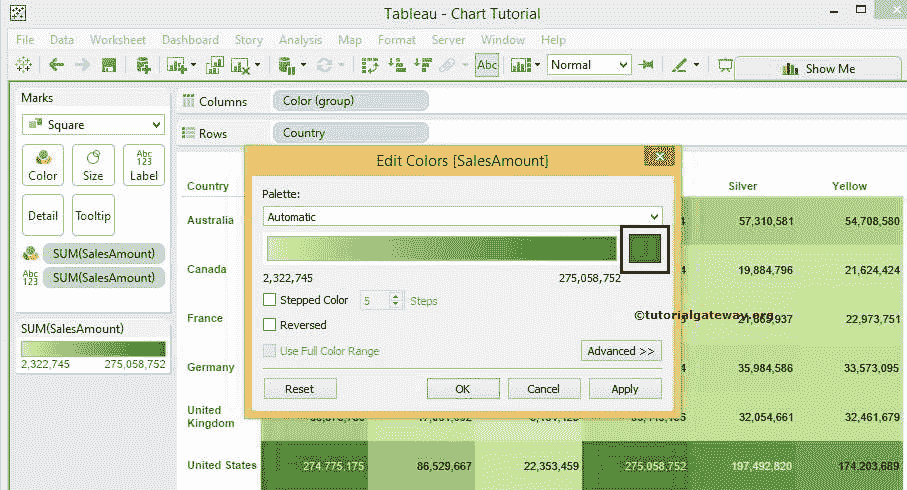 Tableau - Chart Tutorial
File Data Worksheet Dashboard Story Analysis Map Format Server Window Help
Abc Normal Show Me
Marks
Square
Color Size Abc 123 Label
Detail Tooltip
SUM(SalesAmount)
Abc 123 SUM(SalesAmount)
SUM(SalesAmount)
2,322,745 275,058,752
Columns Color (group)
Rows Country
Edit Colors [SalesAmount]
Palette:
Automatic
2,322,745 275,058,752
Stepped Color 5 Steps
Reversed
Use Full Color Range Advanced >>
Reset OK Cancel Apply
©tutorialgateway.org
Country Silver Yellow
Australia 57,310,581 54,708,580
Canada 19,884,796 21,624,424
France 22,973,751
Germany 35,984,586 33,573,095
United Kingdom 32,054,661 32,461,679
United States 274,775,175 86,529,667 22,353,459 275,058,752 197,492,820 174,203,689